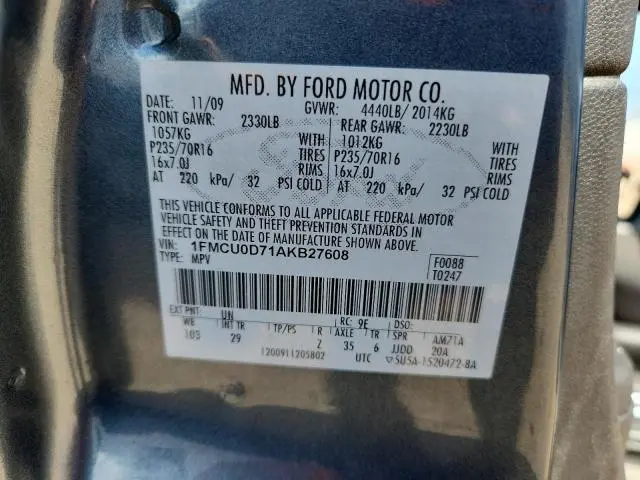 MFD. BY FORD MOTOR CO.
DATE: 11/09 GVWR: 4440LB/ 2014KG
FRONT GAWR: 2330LB REAR GAWR: 2230LB
1057KG WITH 1012KG WITH
P235/70R16 TIRES P235/70R16 TIRES
16x7.0J RIMS 16x7.0J RIMS
AT 220 kPa/ 32 PSI COLD AT 220 kPa/ 32 PSI COLD
THIS VEHICLE CONFORMS TO ALL APPLICABLE FEDERAL MOTOR
VEHICLE SAFETY AND THEFT PREVENTION STANDARDS IN
EFFECT ON THE DATE OF MANUFACTURE SHOWN ABOVE.
VIN: 1FMCU0D71AKB27608
TYPE: MPV F0088
T0247
EXT PNT: UN RC: 9E DSO:
WB INT TR TP/PS R AXLE TR SPR AM71A
103 29 Z 35 6 JJDD 20A
1200911205802 UTC 5U5A-1520472-8A
Ford